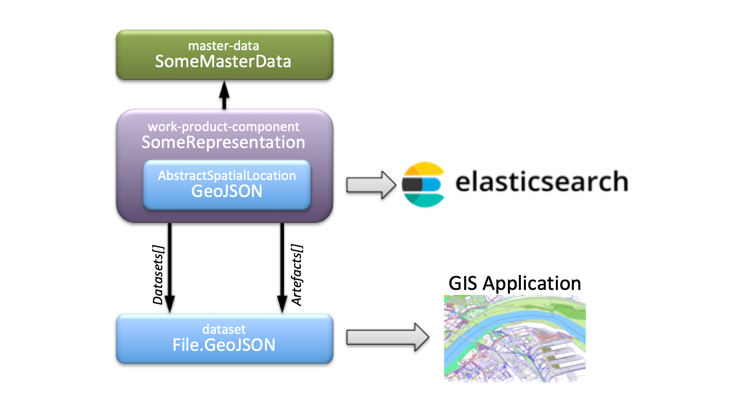 master-data
SomeMasterData
work-product-component
SomeRepresentation
AbstractSpatialLocation
GeoJSON
elasticsearch
Datasets[]
Artefacts[]
GIS Application
dataset
File.GeoJSON